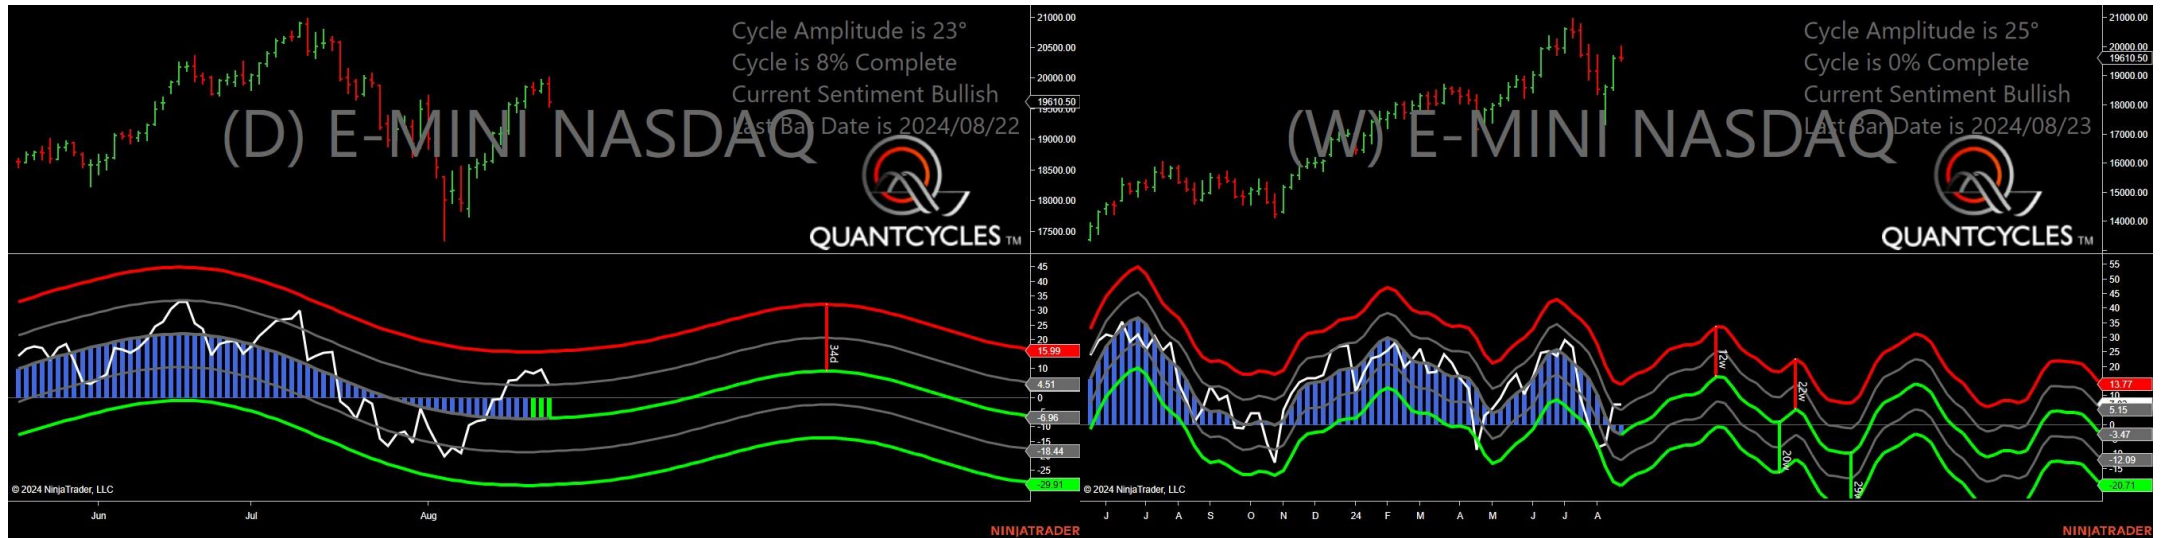 Cycle Amplitude is 23°
Cycle is 8% Complete
Current Sentiment Bullish
Last Bar Date is 2024/08/22
(D) E-MINI NASDAQ
QUANTCYCLES TM
21000.00
20500.00
20000.00
19610.50
19500.00
19000.00
18500.00
18000.00
17500.00
45
40
35
30
25
20
15.99
10
4.51
0
-6.96
-10
-15
-18.44
-25
-29.91
34d
© 2024 NinjaTrader, LLC
Jun
Jul
Aug
NINJATRADER
Cycle Amplitude is 25°
Cycle is 0% Complete
Current Sentiment Bullish
Last Bar Date is 2024/08/23
(W) E-MINI NASDAQ
QUANTCYCLES TM
21000.00
20000.00
19610.50
19000.00
18000.00
17000.00
16000.00
15000.00
14000.00
55
50
45
40
35
30
25
20
13.77
10
5.15
0
-3.47
-12.09
-15
-20.71
12w
22w
20w
29w
© 2024 NinjaTrader, LLC
J J A S O N D 24 F M A M J J A
NINJATRADER